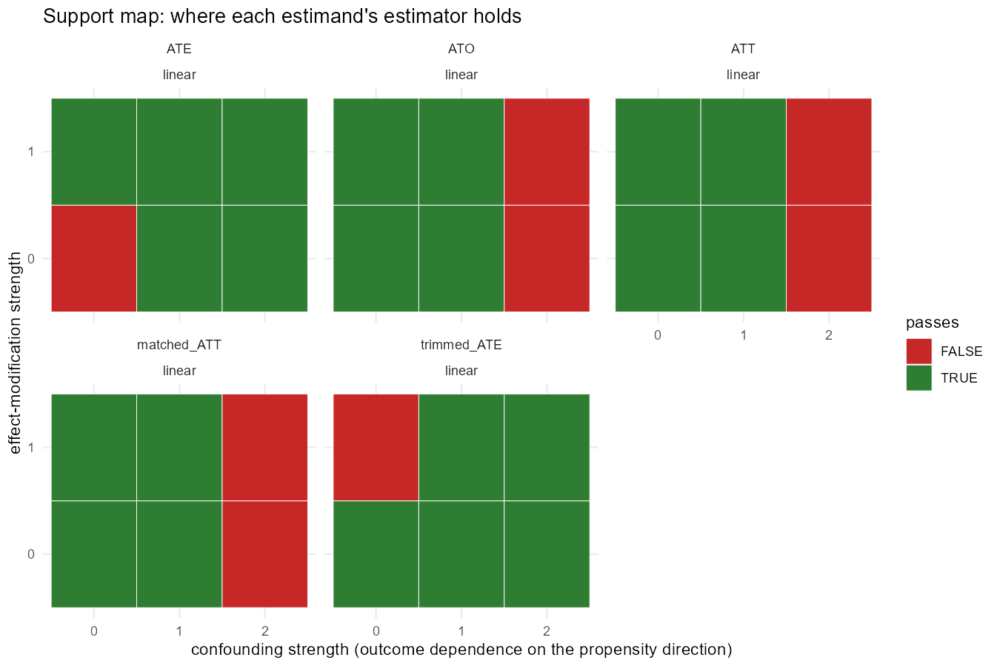 Support map: where each estimand's estimator holds
ATE
linear
ATO
linear
ATT
linear
1
0
0 1 2
matched_ATT
linear
trimmed_ATE
linear
1
0
0 1 2
0 1 2
effect-modification strength
confounding strength (outcome dependence on the propensity direction)
passes
FALSE
TRUE